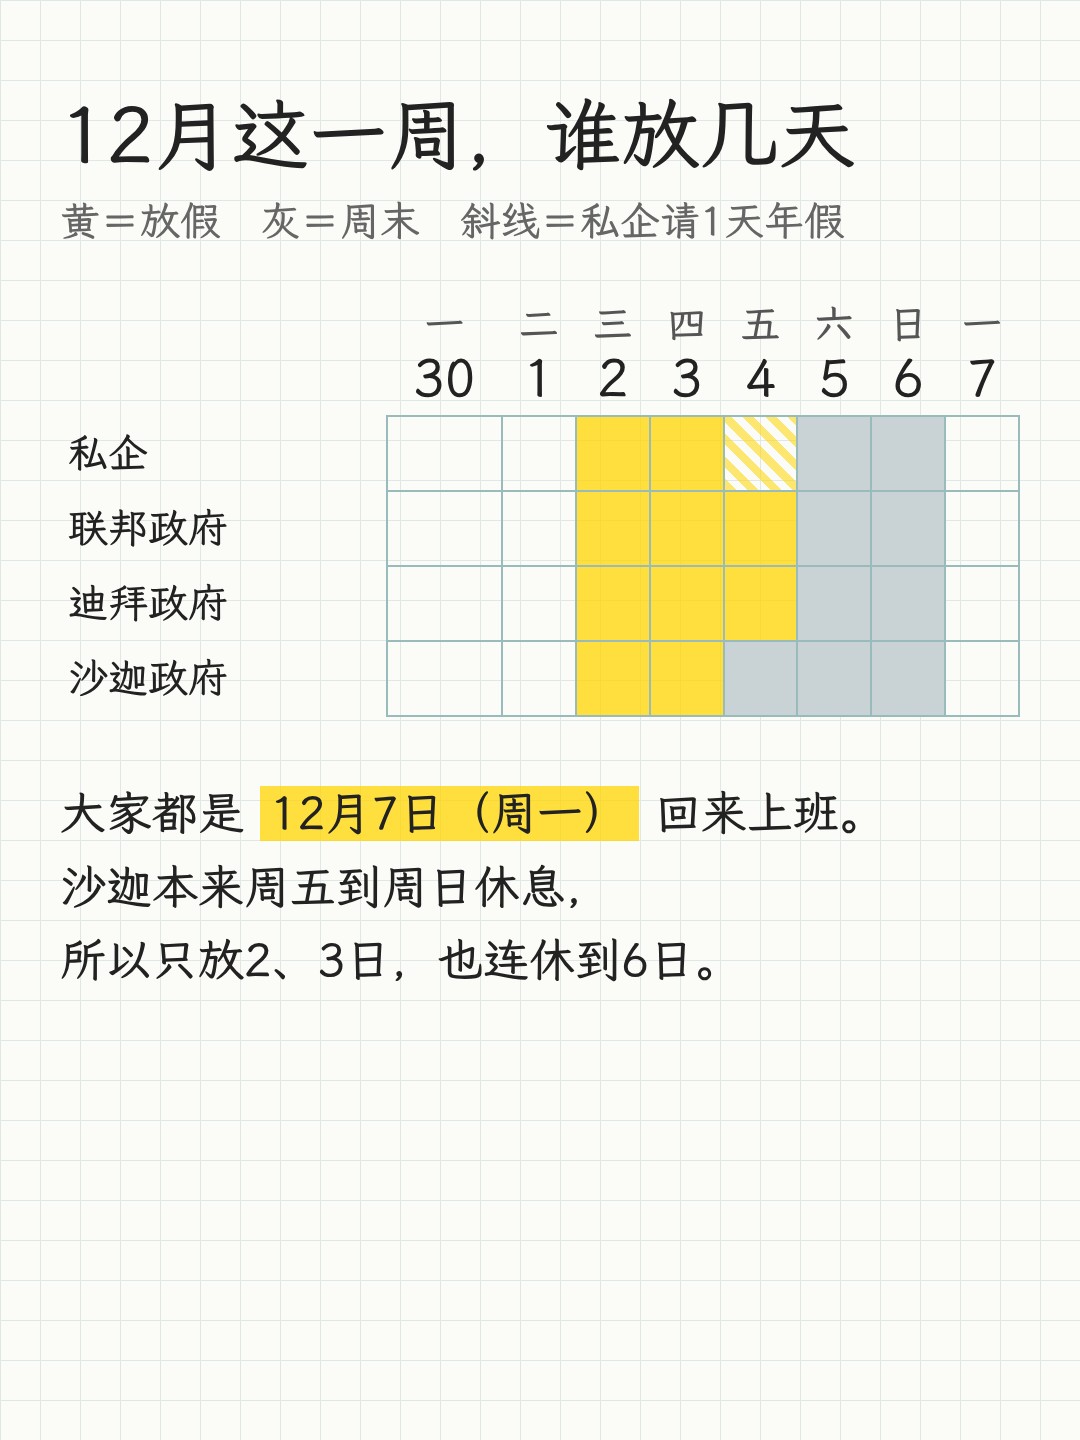 12月这一周，谁放几天
黄＝放假　灰＝周末　斜线＝私企请1天年假
一 二 三 四 五 六 日 一
30 1 2 3 4 5 6 7
私企
联邦政府
迪拜政府
沙迦政府
大家都是 12月7日（周一） 回来上班。
沙迦本来周五到周日休息，
所以只放2、3日，也连休到6日。